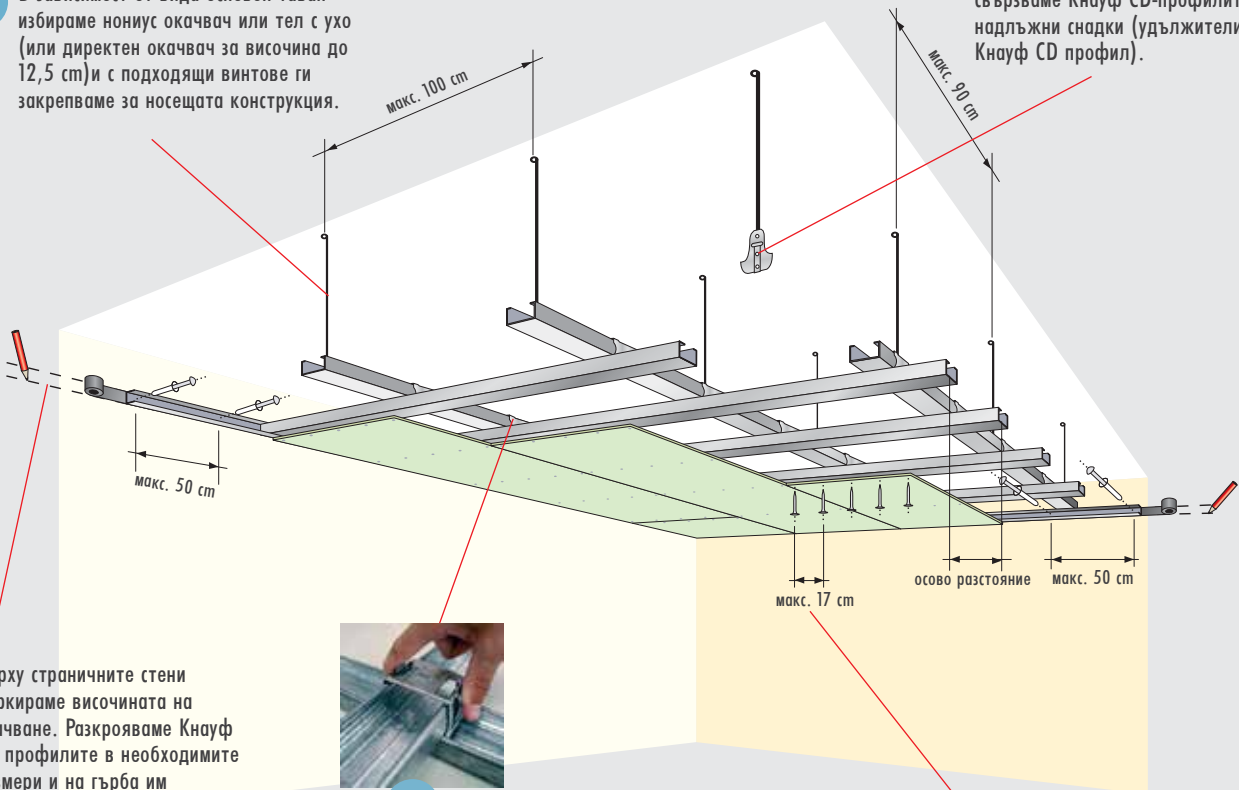 избираме нониус окачвач или тел с ухо
(или директен окачвач за височина до
12,5 cm)и с подходящи винтове ги
закрепваме за носещата конструкция.
надлъжни снадки (удължители
Кнауф CD профил).
макс. 100 cm
макс. 90 cm
макс. 50 cm
осово разстояние
макс. 50 cm
макс. 17 cm
страничните стени
височината на
Разкрояваме Кнауф
профилите в необходимите
и на гърба им